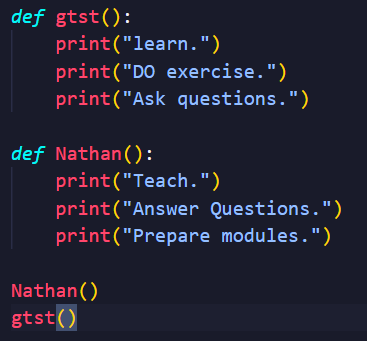 def gtst():
    print("learn.")
    print("DO exercise.")
    print("Ask questions.")
def Nathan():
    print("Teach.")
    print("Answer Questions.")
    print("Prepare modules.")
Nathan()
gtst()